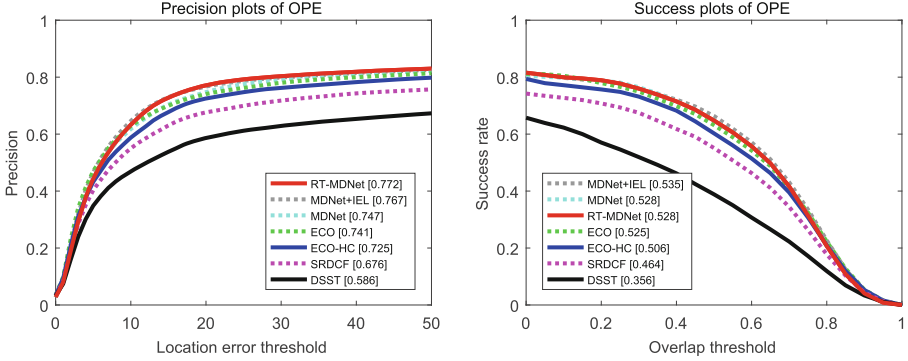 Precision plots of OPE
1
0.8
0.6
0.4
0.2
0
Precision
RT-MDNet [0.772]
MDNet+IEL [0.767]
MDNet [0.747]
ECO [0.741]
ECO-HC [0.725]
SRDCF [0.676]
DSST [0.586]
0 10 20 30 40 50
Location error threshold
Success plots of OPE
1
0.8
0.6
0.4
0.2
0
Success rate
MDNet+IEL [0.535]
MDNet [0.528]
RT-MDNet [0.528]
ECO [0.525]
ECO-HC [0.506]
SRDCF [0.464]
DSST [0.356]
0 0.2 0.4 0.6 0.8 1
Overlap threshold